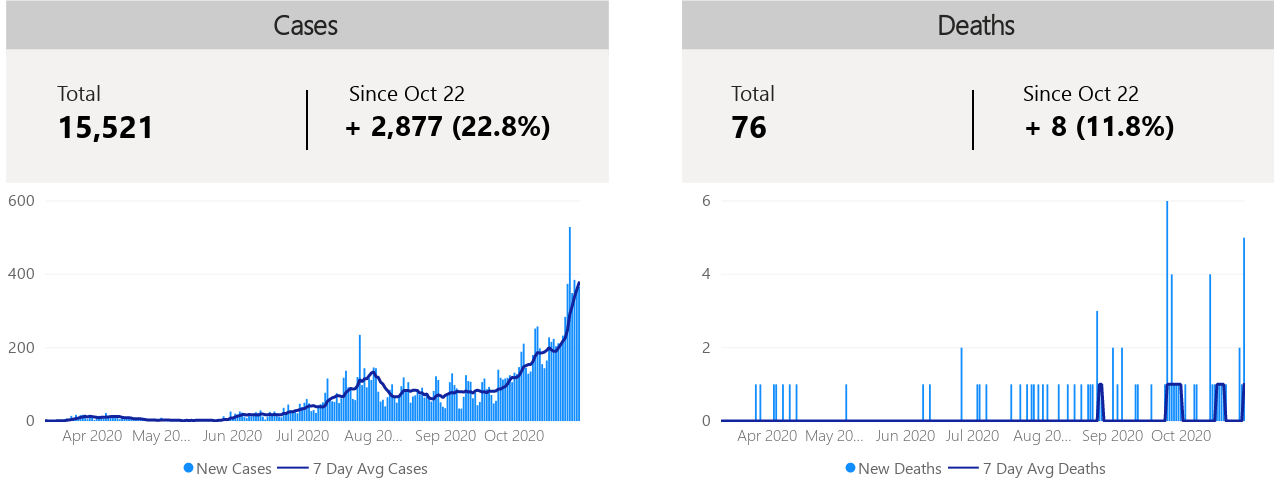 Cases
Total
Since Oct 22
15,521
+ 2,877 (22.8%)
600
400
200
0
Apr 2020 May 20... Jun 2020 Jul 2020 Aug 20... Sep 2020 Oct 2020
New Cases 7 Day Avg Cases
Deaths
Total
Since Oct 22
76
+ 8 (11.8%)
6
4
2
0
Apr 2020 May 20... Jun 2020 Jul 2020 Aug 20... Sep 2020 Oct 2020
New Deaths 7 Day Avg Deaths